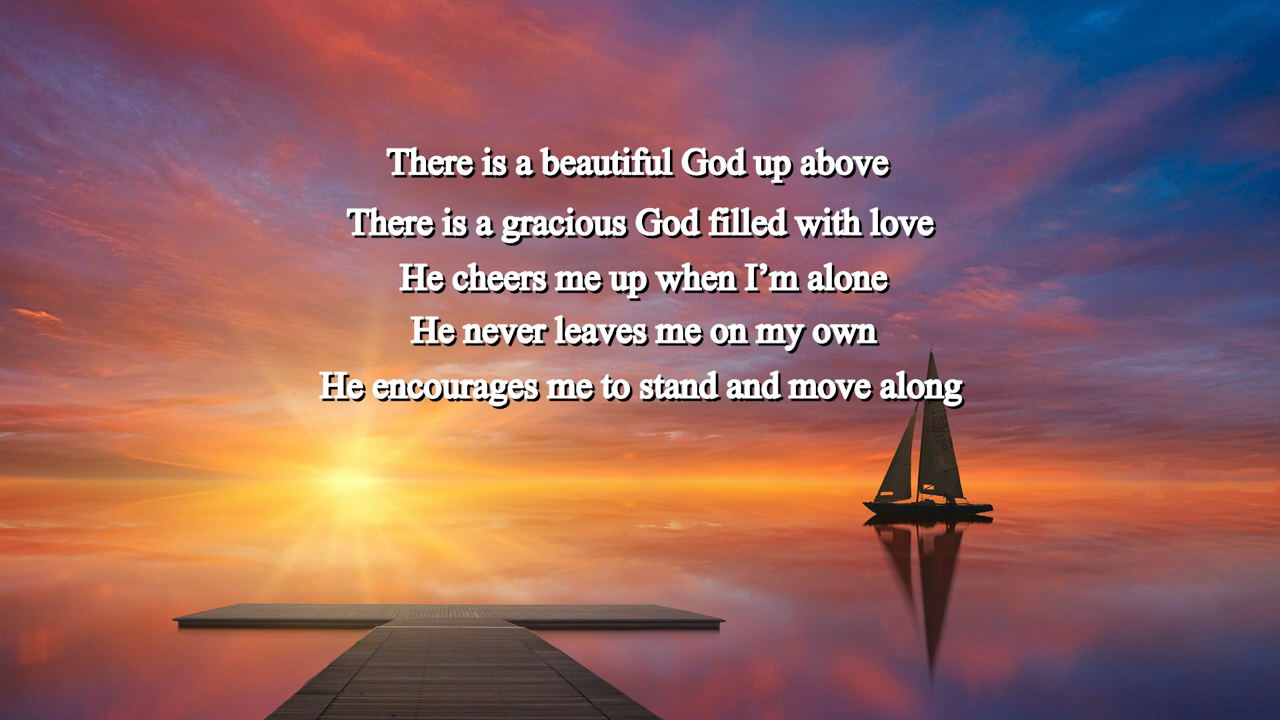 There is a beautiful God up above
There is a gracious God filled with love
He cheers me up when I’m alone
He never leaves me on my own
He encourages me to stand and move along